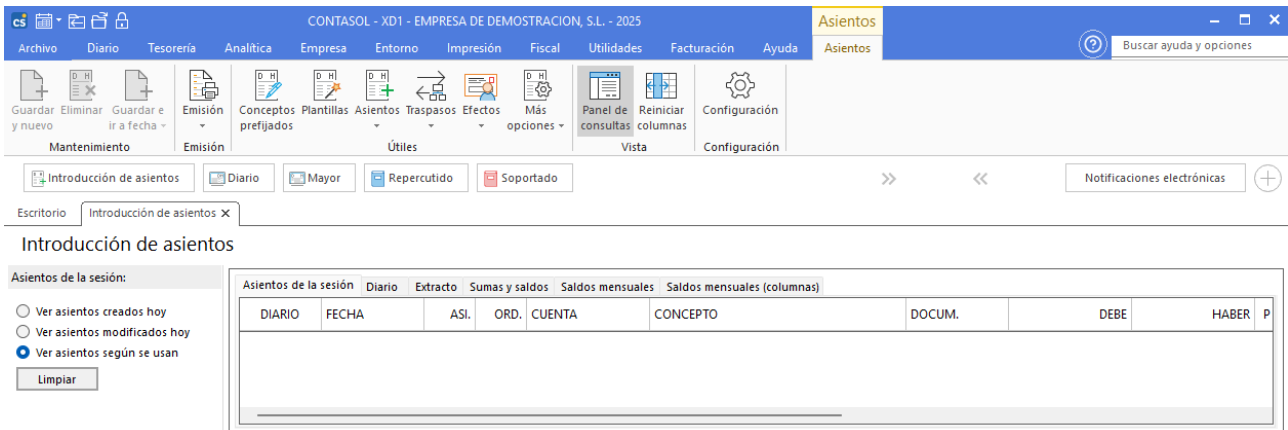 cs CONTASOL - XD1 - EMPRESA DE DEMOSTRACION, S.L. - 2025 Asientos
Archivo Diario Tesorería Analítica Empresa Entorno Impresión Fiscal Utilidades Facturación Ayuda Asientos Buscar ayuda y opciones
Guardar Eliminar Guardar e Emisión Conceptos Plantillas Asientos Traspasos Efectos Más Panel de Reiniciar Configuración
y nuevo ir a fecha prefijados opciones consultas columnas
Mantenimiento Emisión Útiles Vista Configuración
Introducción de asientos Diario Mayor Repercutido Soportado Notificaciones electrónicas
Escritorio Introducción de asientos
Introducción de asientos
Asientos de la sesión:
Ver asientos creados hoy
Ver asientos modificados hoy
Ver asientos según se usan
Limpiar
Asientos de la sesión Diario Extracto Sumas y saldos Saldos mensuales Saldos mensuales (columnas)
DIARIO FECHA ASI. ORD. CUENTA CONCEPTO DOCUM. DEBE HABER P